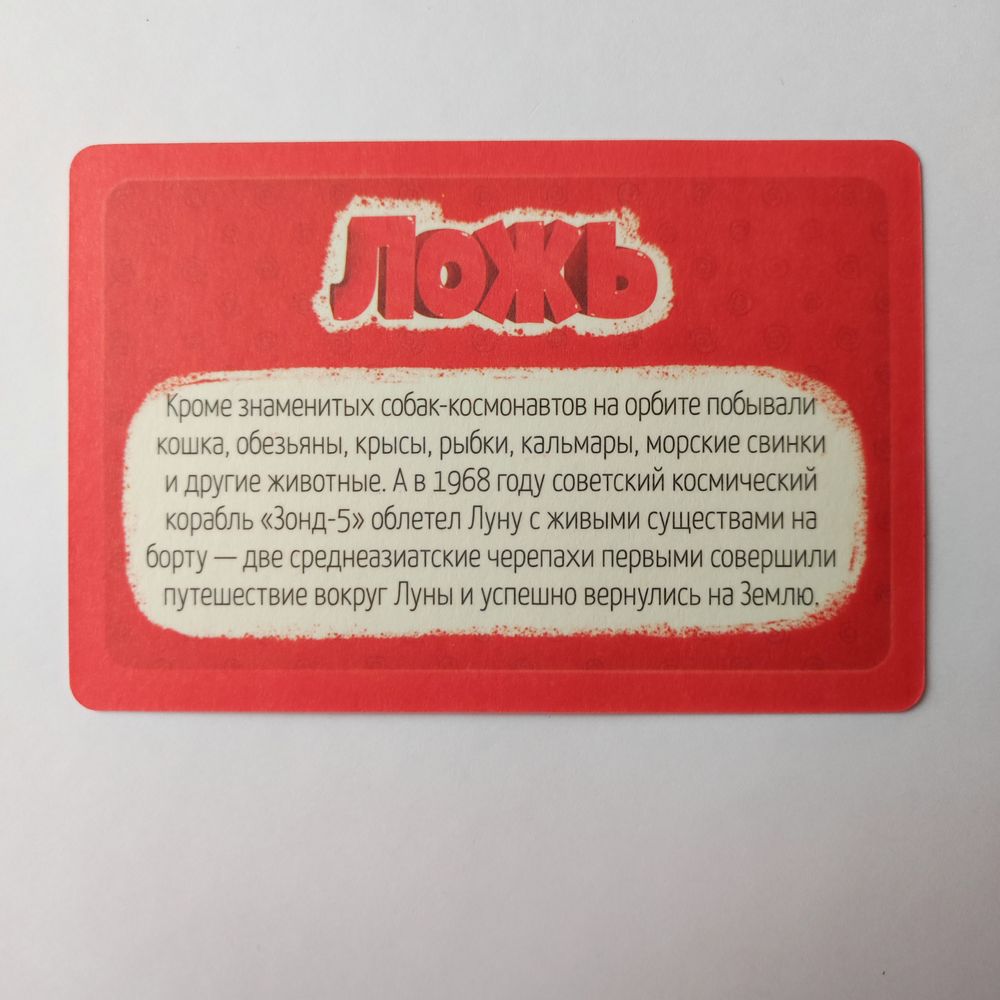 Ложь
Кроме знаменитых собак-космонавтов на орбите побывали
кошка, обезьяны, крысы, рыбки, кальмары, морские свинки
и другие животные. А в 1968 году советский космический
корабль «Зонд-5» облетел Луну с живыми существами на
борту — две среднеазиатские черепахи первыми совершили
путешествие вокруг Луны и успешно вернулись на Землю.